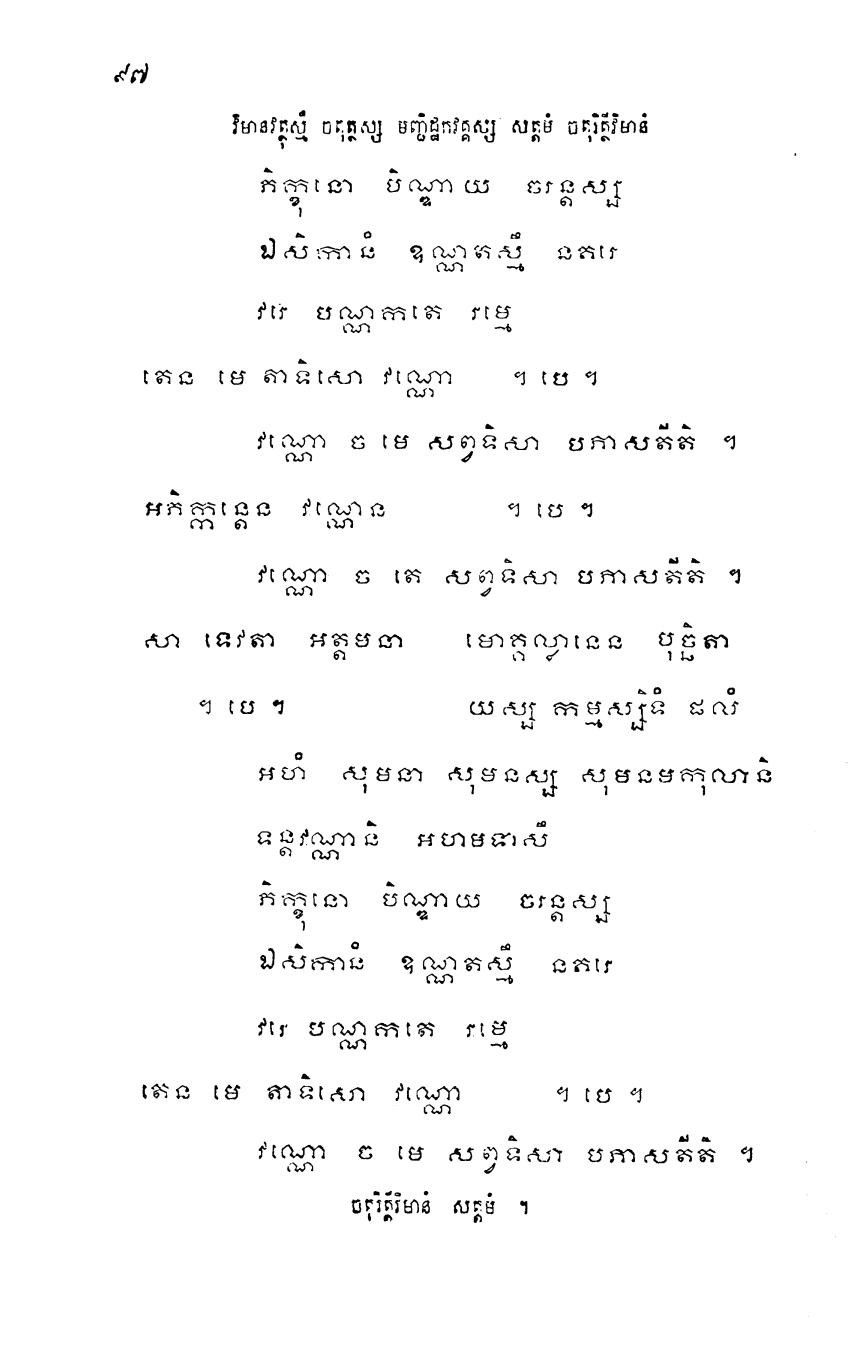 ៩៧
វិមានវត្ថុស្មឹ ចតុត្ថស្ស មញ្ជិដ្ឋកវគ្គស្ស សត្តមំ ចតុរិត្ថីវិមានំ
ភិក្ខុនោ បិណ្ឌាយ ចរន្តស្ស
ឯសិកានំ ឧណ្ណតស្មឹ នគរេ
វរេ បណ្ណកតេ រម្មេ
តេន មេ តាទិសោ វណ្ណោ ។ បេ ។
វណ្ណោ ច មេ សព្វទិសា បភាសតីតិ ។
អភិក្កន្តេន វណ្ណេន ។ បេ ។
វណ្ណោ ច តេ សព្វទិសា បភាសតីតិ ។
សា ទេវតា អត្តមនា មោគ្គល្លានេន បុច្ឆិតា
។ បេ ។ យស្ស កម្មស្សិទំ ផលំ
អហំ សុមនា សុមនស្ស សុមនមកុលានិ
ទន្តវណ្ណានិ អហមទាសឹ
ភិក្ខុនោ បិណ្ឌាយ ចរន្តស្ស
ឯសិកានំ ឧណ្ណតស្មឹ នគរេ
វរេ បណ្ណកតេ រម្មេ
តេន មេ តាទិសោ វណ្ណោ ។ បេ ។
វណ្ណោ ច មេ សព្វទិសា បភាសតីតិ ។
ចតុរិត្ថីវិមានំ សត្តមំ ។